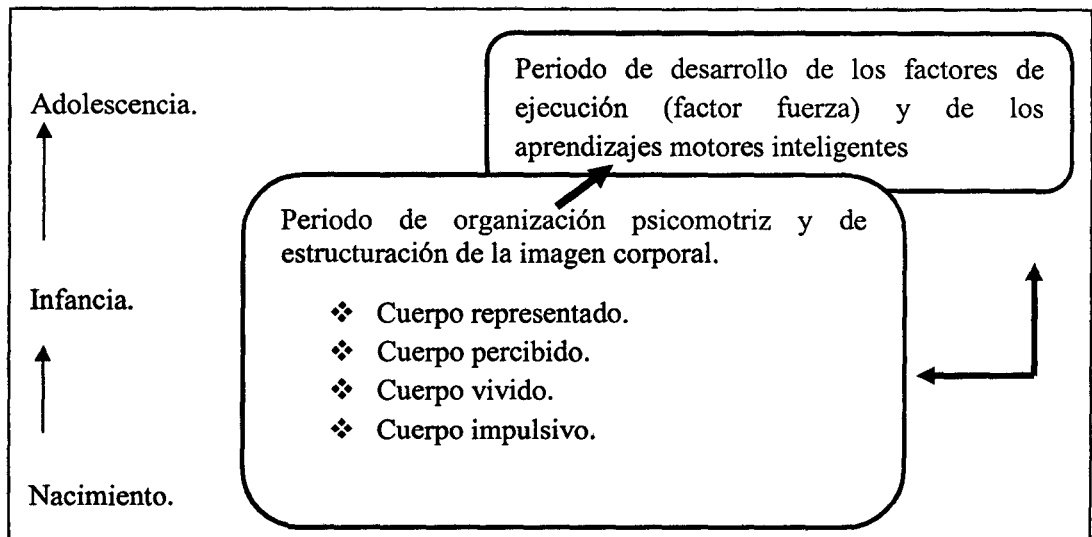 Adolescencia.
Periodo de desarrollo de los factores de
ejecución (factor fuerza) y de los
aprendizajes motores inteligentes
Periodo de organización psicomotriz y de
estructuración de la imagen corporal.
Infancia.
❖ Cuerpo representado.
❖ Cuerpo percibido.
❖ Cuerpo vivido.
❖ Cuerpo impulsivo.
Nacimiento.